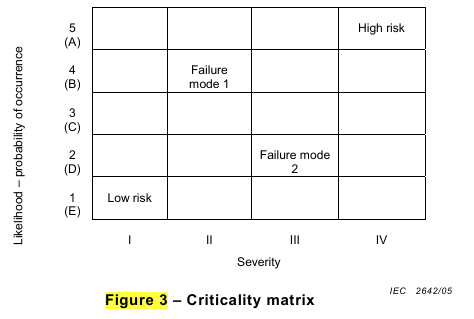 Likelihood – probability of occurrence
5
(A)
High risk
4
(B)
Failure
mode 1
3
(C)
2
(D)
Failure mode
2
1
(E)
Low risk
I
II
III
IV
Severity
IEC 2642/05
Figure 3 – Criticality matrix